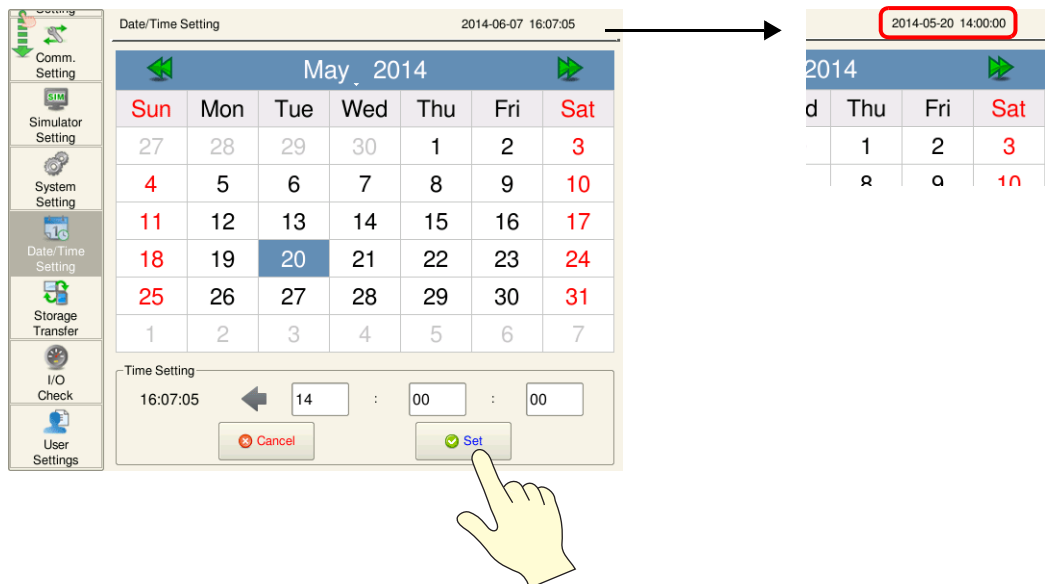 Setting
Comm.
Setting
SIM
Simulator
Setting
System
Setting
Date/Time
Setting
Storage
Transfer
I/O
Check
User
Settings
Date/Time Setting 2014-06-07 16:07:05
May 2014
Sun Mon Tue Wed Thu Fri Sat
27 28 29 30 1 2 3
4 5 6 7 8 9 10
11 12 13 14 15 16 17
18 19 20 21 22 23 24
25 26 27 28 29 30 31
1 2 3 4 5 6 7
Time Setting
16:07:05 14 : 00 : 00
Cancel Set
2014-05-20 14:00:00
2014
d Thu Fri Sat
1 2 3
8 9 10